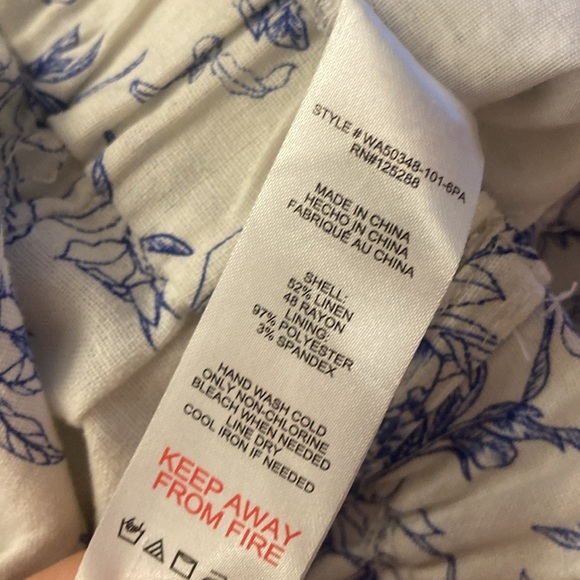 STYLE # WA50348-101-6PA
RN#125288
MADE IN CHINA
HECHO IN CHINA
FABRIQUÉ AU CHINA
SHELL:
52% LINEN
48 RAYON
LINING:
97% POLYESTER
3% SPANDEX
HAND WASH COLD
ONLY NON-CHLORINE
BLEACH WHEN NEEDED
LINE DRY
COOL IRON IF NEEDED
KEEP AWAY
FROM FIRE